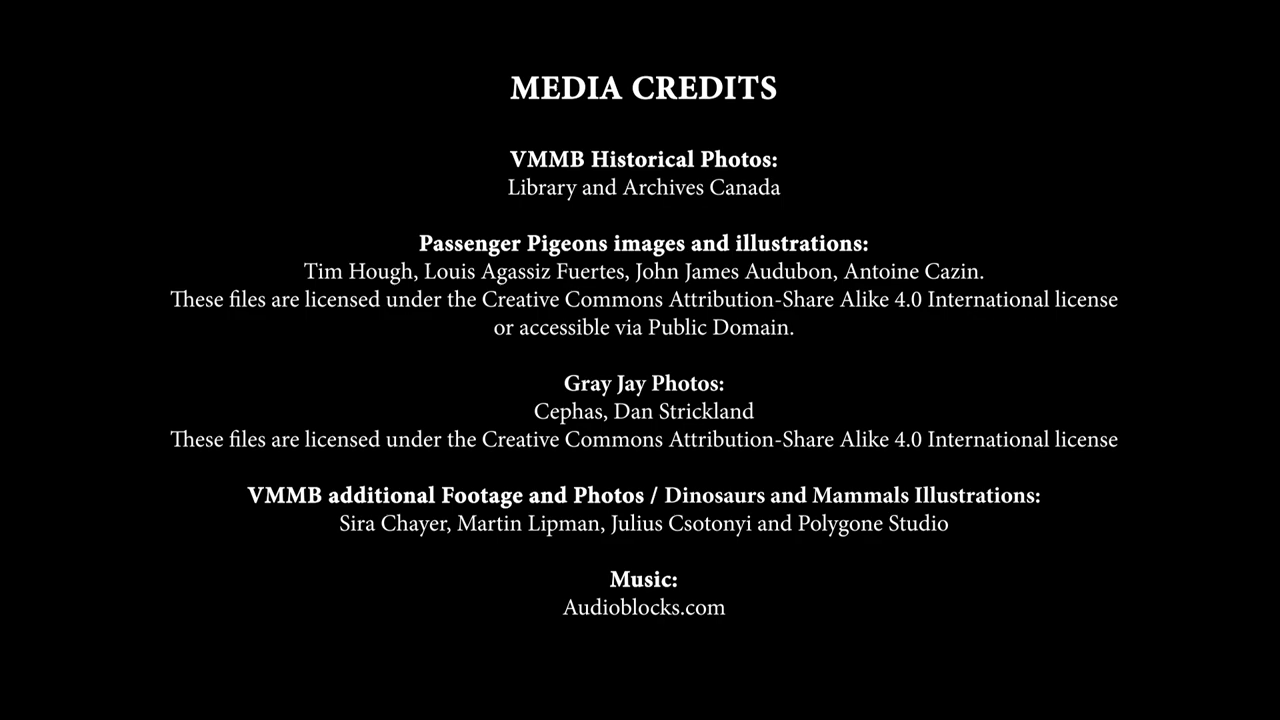 MEDIA CREDITS
VMMB Historical Photos:
Library and Archives Canada
Passenger Pigeons images and illustrations:
Tim Hough, Louis Agassiz Fuertes, John James Audubon, Antoine Cazin.
These files are licensed under the Creative Commons Attribution-Share Alike 4.0 International license
or accessible via Public Domain.
Gray Jay Photos:
Cephas, Dan Strickland
These files are licensed under the Creative Commons Attribution-Share Alike 4.0 International license
VMMB additional Footage and Photos / Dinosaurs and Mammals Illustrations:
Sira Chayer, Martin Lipman, Julius Csotonyi and Polygone Studio
Music:
Audioblocks.com